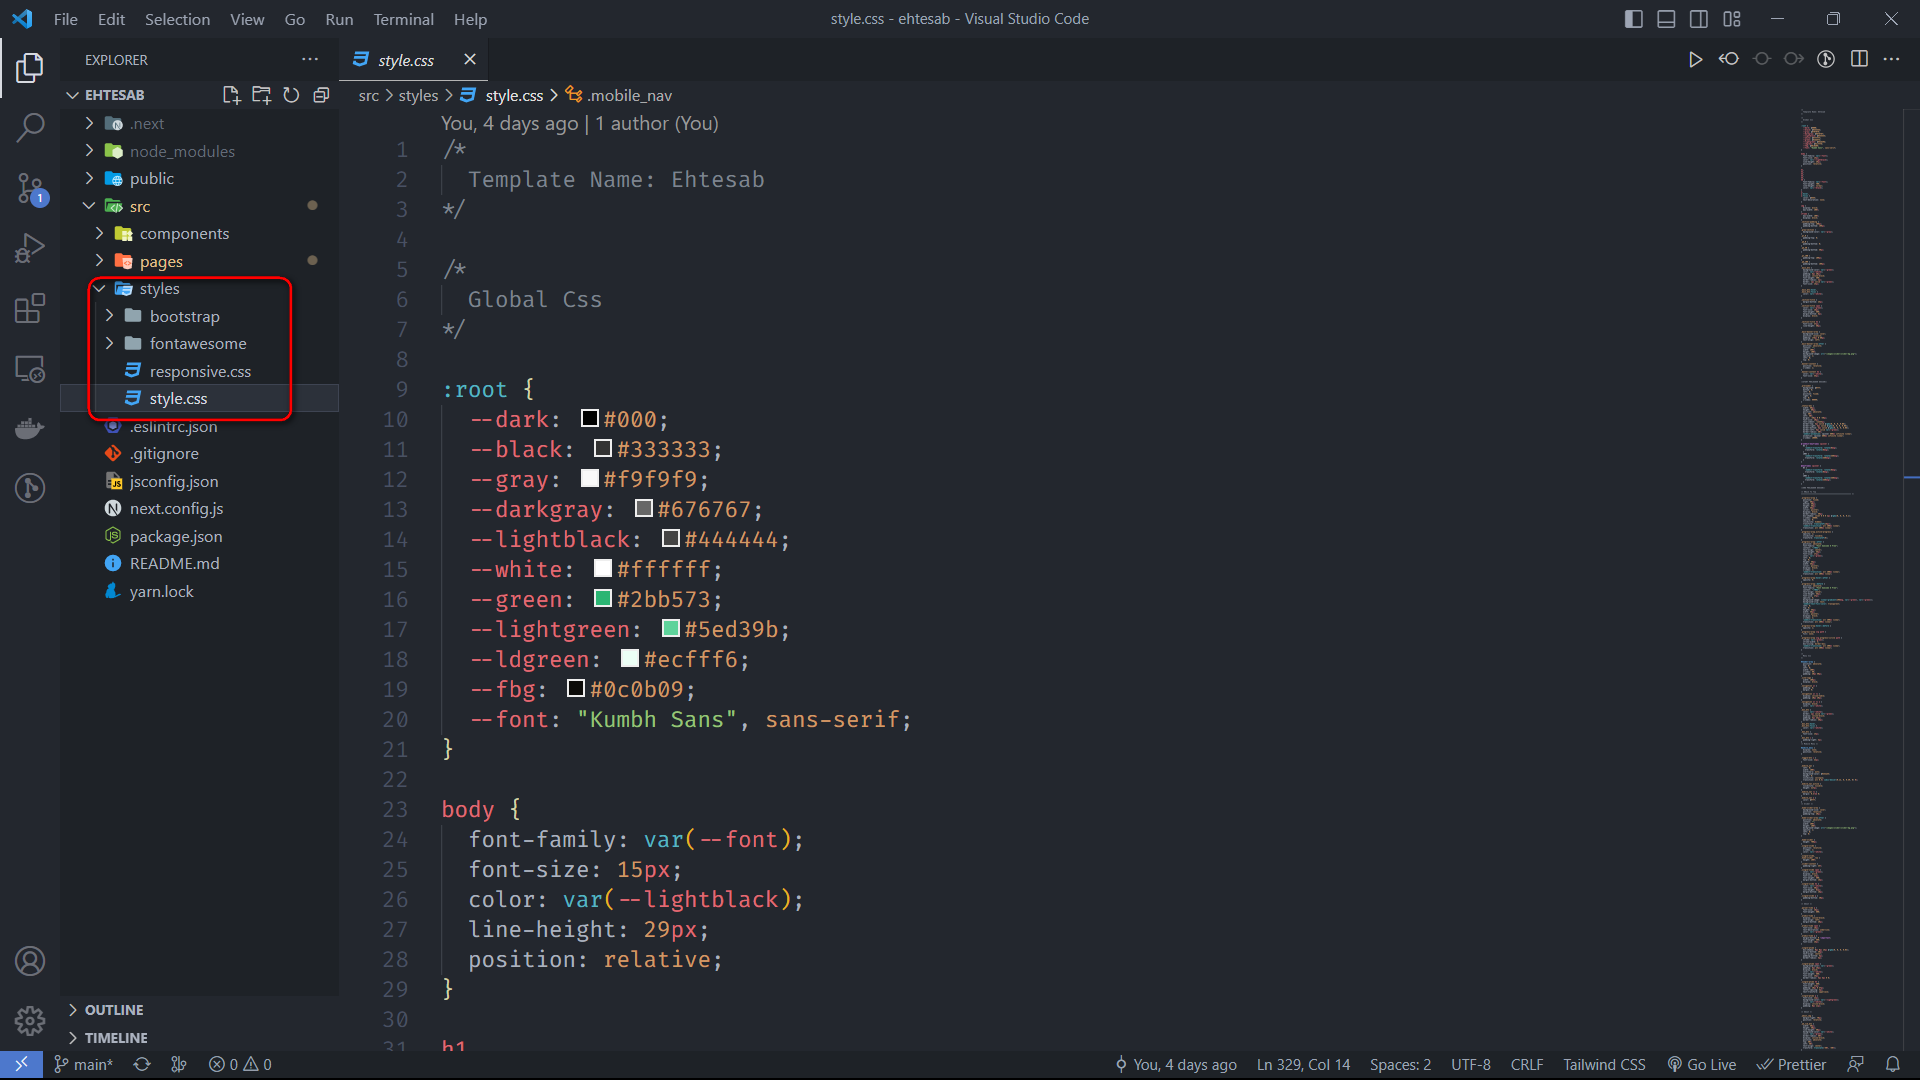 File Edit Selection View Go Run Terminal Help
style.css - ehtesab - Visual Studio Code
EXPLORER
style.css
EHTESAB
src > styles > style.css > .mobile_nav
.next
node_modules
public
src
components
pages
styles
bootstrap
fontawesome
responsive.css
style.css
.eslintrc.json
.gitignore
jsconfig.json
next.config.js
package.json
README.md
yarn.lock
OUTLINE
TIMELINE
1
You, 4 days ago | 1 author (You)
1 /*
2 Template Name: Ehtesab
3 */
4
5 /*
6 Global Css
7 */
8
9 :root {
10 --dark: #000;
11 --black: #333333;
12 --gray: #f9f9f9;
13 --darkgray: #676767;
14 --lightblack: #444444;
15 --white: #ffffff;
16 --green: #2bb573;
17 --lightgreen: #5ed39b;
18 --ldgreen: #ecfff6;
19 --fbg: #0c0b09;
20 --font: "Kumbh Sans", sans-serif;
21 }
22
23 body {
24 font-family: var(--font);
25 font-size: 15px;
26 color: var(--lightblack);
27 line-height: 29px;
28 position: relative;
29 }
30
31 h1
main* 0 0 You, 4 days ago Ln 329, Col 14 Spaces: 2 UTF-8 CRLF Tailwind CSS Go Live Prettier